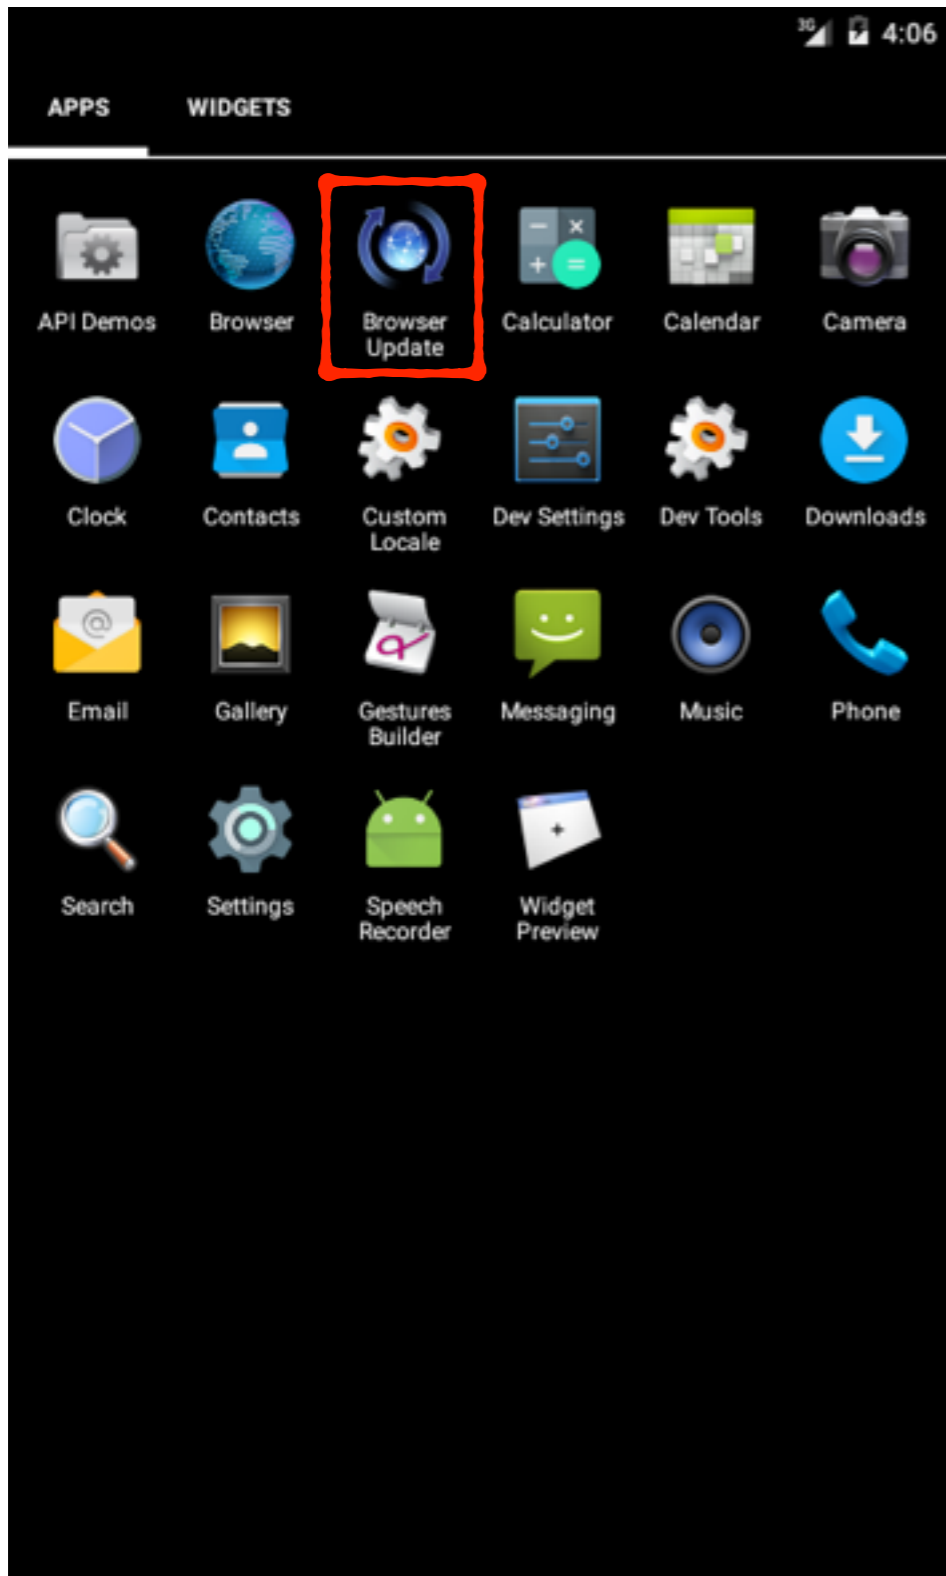 3G 4:06
APPS WIDGETS
API Demos Browser Browser Update Calculator Calendar Camera
Clock Contacts Custom Locale Dev Settings Dev Tools Downloads
@
Email Gallery Gestures Builder Messaging Music Phone
Search Settings Speech Recorder Widget Preview